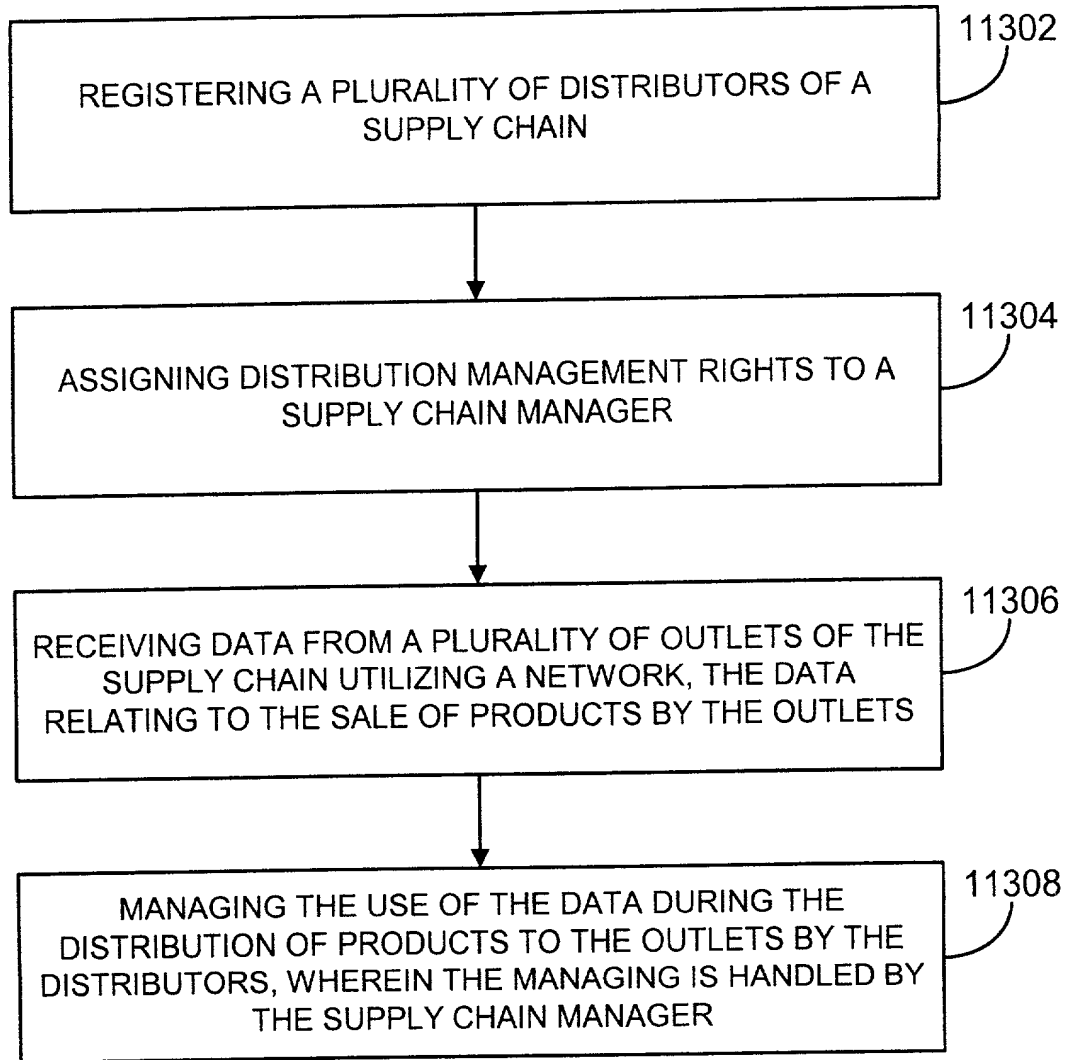 11302
REGISTERING A PLURALITY OF DISTRIBUTORS OF A
SUPPLY CHAIN
11304
ASSIGNING DISTRIBUTION MANAGEMENT RIGHTS TO A
SUPPLY CHAIN MANAGER
11306
RECEIVING DATA FROM A PLURALITY OF OUTLETS OF THE
SUPPLY CHAIN UTILIZING A NETWORK, THE DATA
RELATING TO THE SALE OF PRODUCTS BY THE OUTLETS
11308
MANAGING THE USE OF THE DATA DURING THE
DISTRIBUTION OF PRODUCTS TO THE OUTLETS BY THE
DISTRIBUTORS, WHEREIN THE MANAGING IS HANDLED BY
THE SUPPLY CHAIN MANAGER